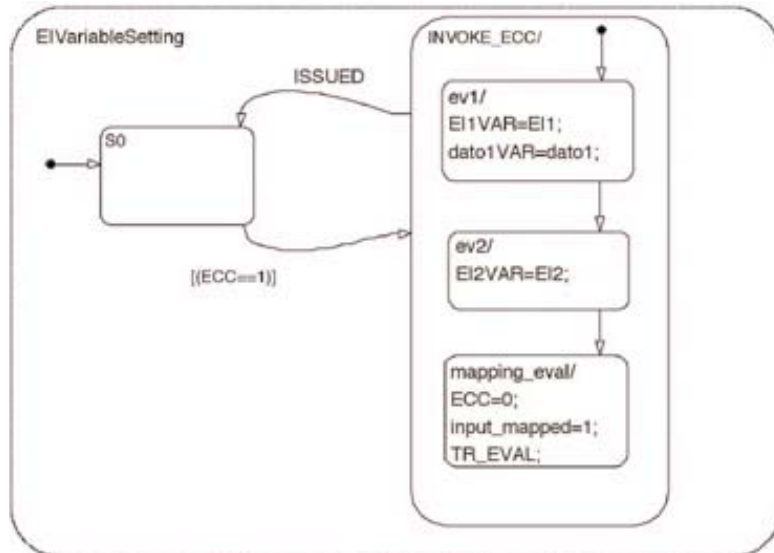 EIVariableSetting
INVOKE_ECC/
ISSUED
S0
ev1/
EI1VAR=EI1;
dato1VAR=dato1;
ev2/
EI2VAR=EI2;
[(ECC==1)]
mapping_eval/
ECC=0;
input_mapped=1;
TR_EVAL;